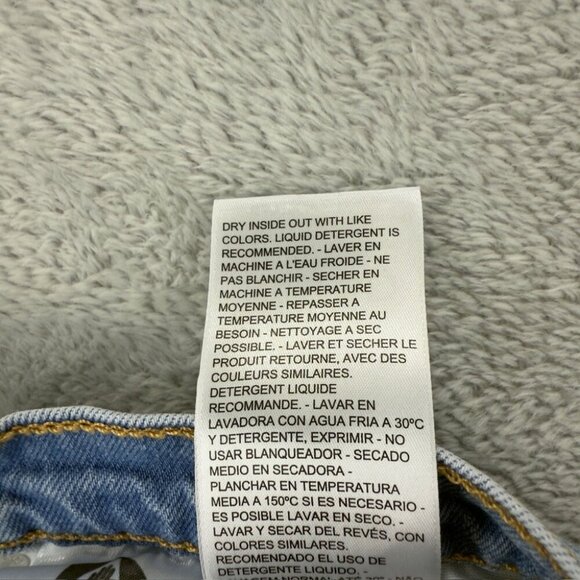 DRY INSIDE OUT WITH LIKE
COLORS. LIQUID DETERGENT IS
RECOMMENDED. - LAVER EN
MACHINE A L'EAU FROIDE - NE
PAS BLANCHIR - SECHER EN
MACHINE A TEMPERATURE
MOYENNE - REPASSER A
TEMPERATURE MOYENNE AU
BESOIN - NETTOYAGE A SEC
POSSIBLE. - LAVER ET SECHER LE
PRODUIT RETOURNE, AVEC DES
COULEURS SIMILAIRES.
DETERGENT LIQUIDE
RECOMMANDE. - LAVAR EN
LAVADORA CON AGUA FRIA A 30ºC
Y DETERGENTE, EXPRIMIR - NO
USAR BLANQUEADOR - SECADO
MEDIO EN SECADORA -
PLANCHAR EN TEMPERATURA
MEDIA A 150ºC SI ES NECESARIO -
ES POSIBLE LAVAR EN SECO. -
LAVAR Y SECAR DEL REVÉS, CON
COLORES SIMILARES.
RECOMENDADO EL USO DE
DETERGENTE LIQUIDO. -